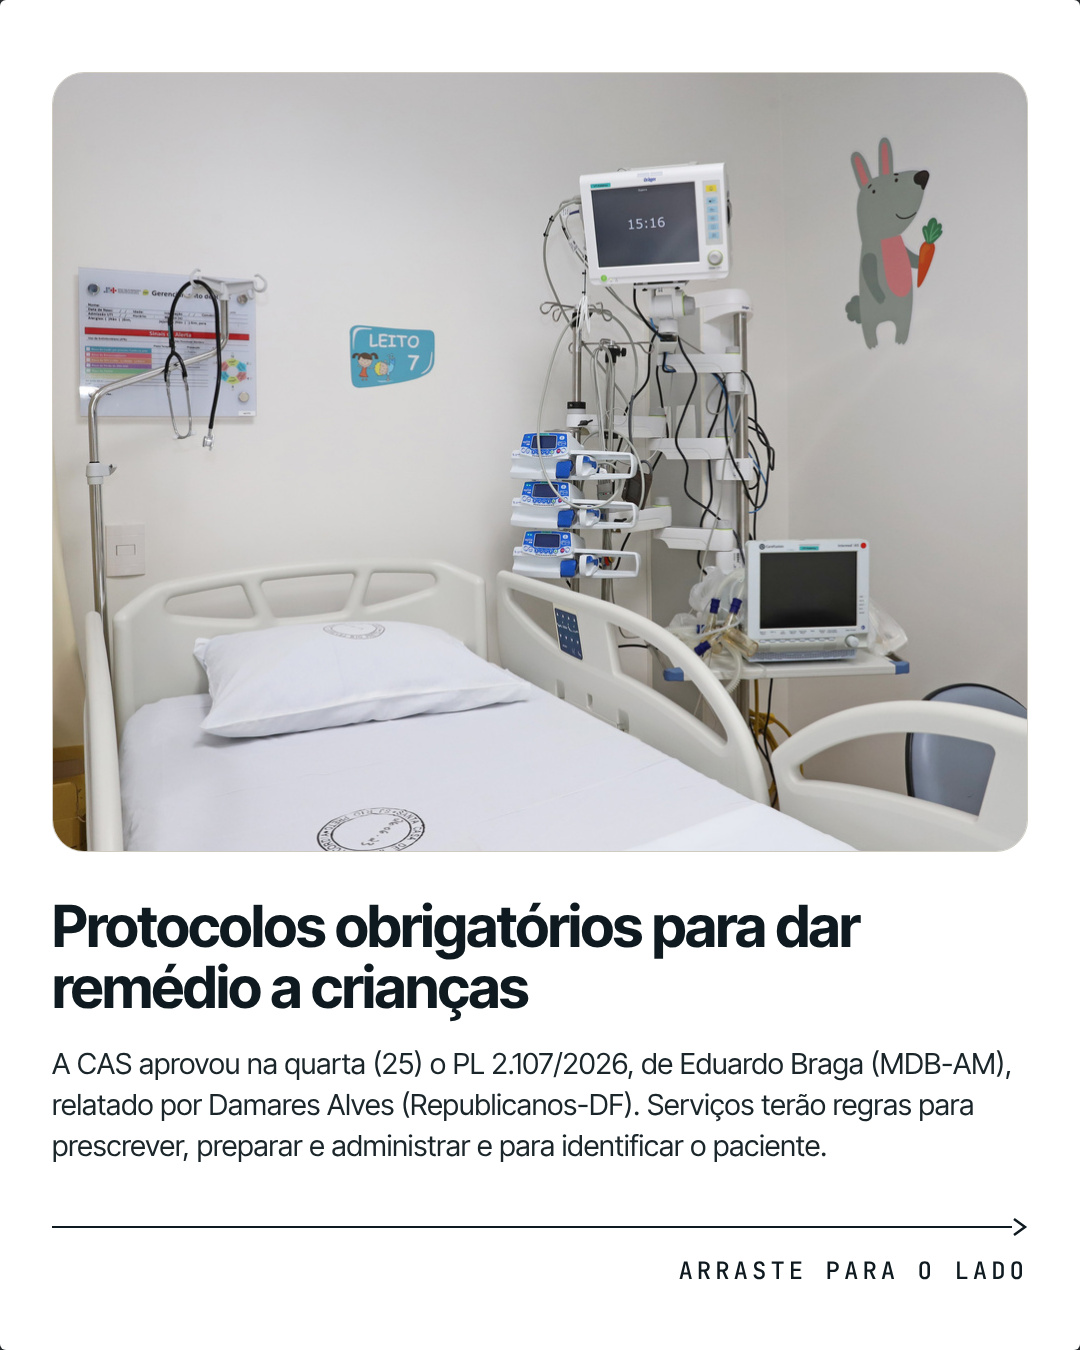 15:16
LEITO
7
Protocolos obrigatórios para dar
remédio a crianças
A CAS aprovou na quarta (25) o PL 2.107/2026, de Eduardo Braga (MDB-AM),
relatado por Damares Alves (Republicanos-DF). Serviços terão regras para
prescrever, preparar e administrar e para identificar o paciente.
ARRASTE PARA O LADO